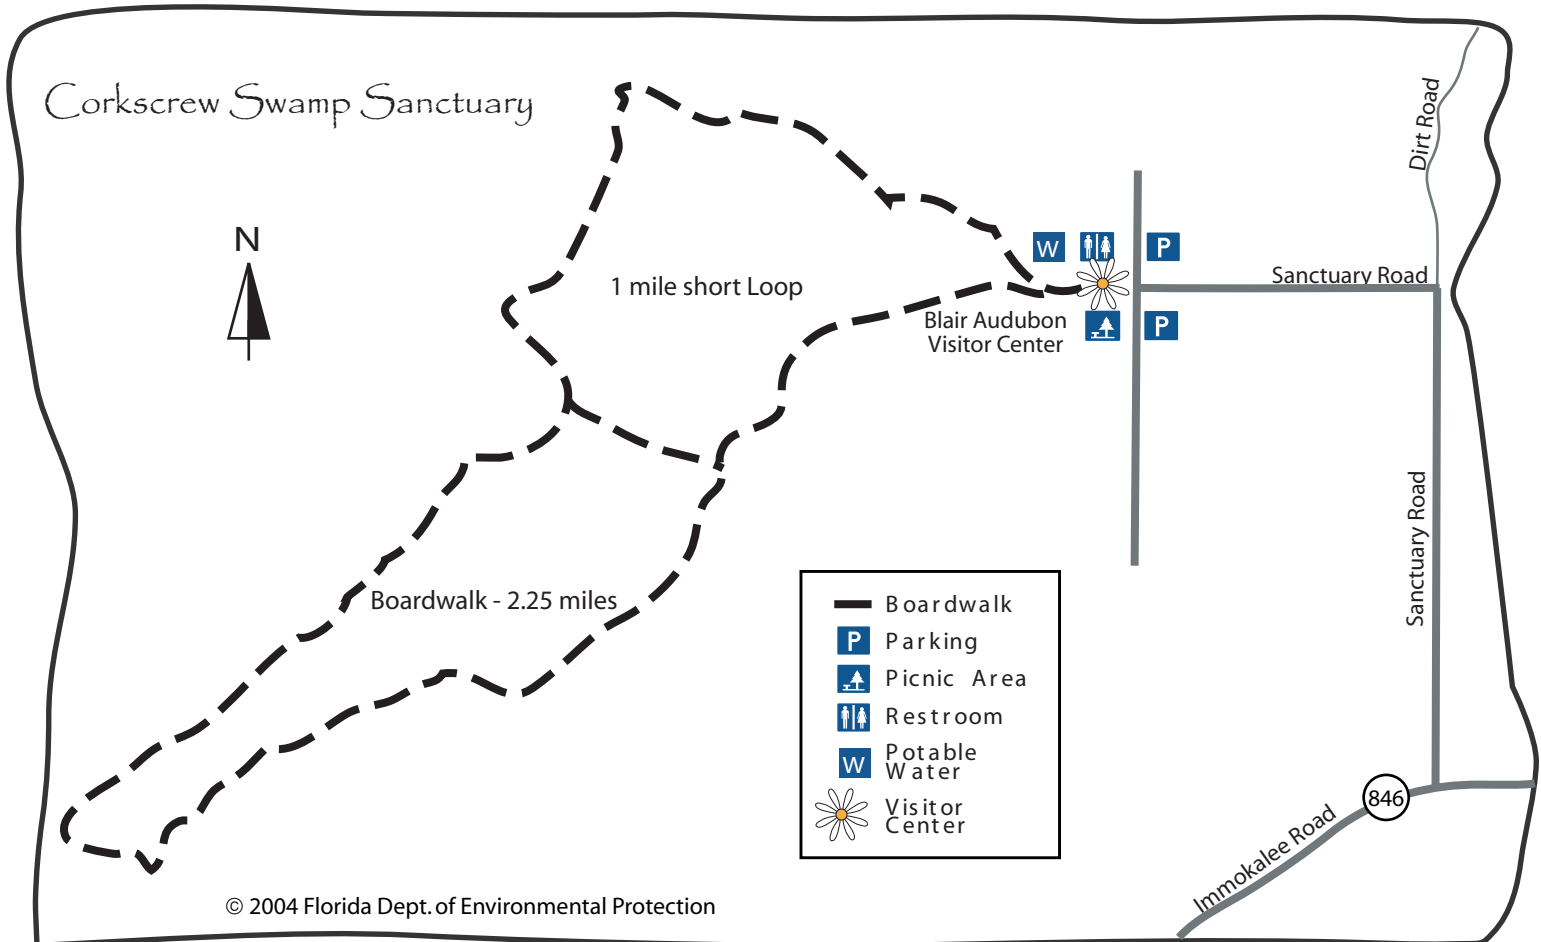 Corkscrew Swamp Sanctuary
Dirt Road
N
W
P
Sanctuary Road
1 mile short Loop
Blair Audubon
Visitor Center
P
Sanctuary Road
Boardwalk - 2.25 miles
Boardwalk
P Parking
Picnic Area
Restroom
W Potable
Water
Visitor
Center
846
Immokalee Road
© 2004 Florida Dept. of Environmental Protection